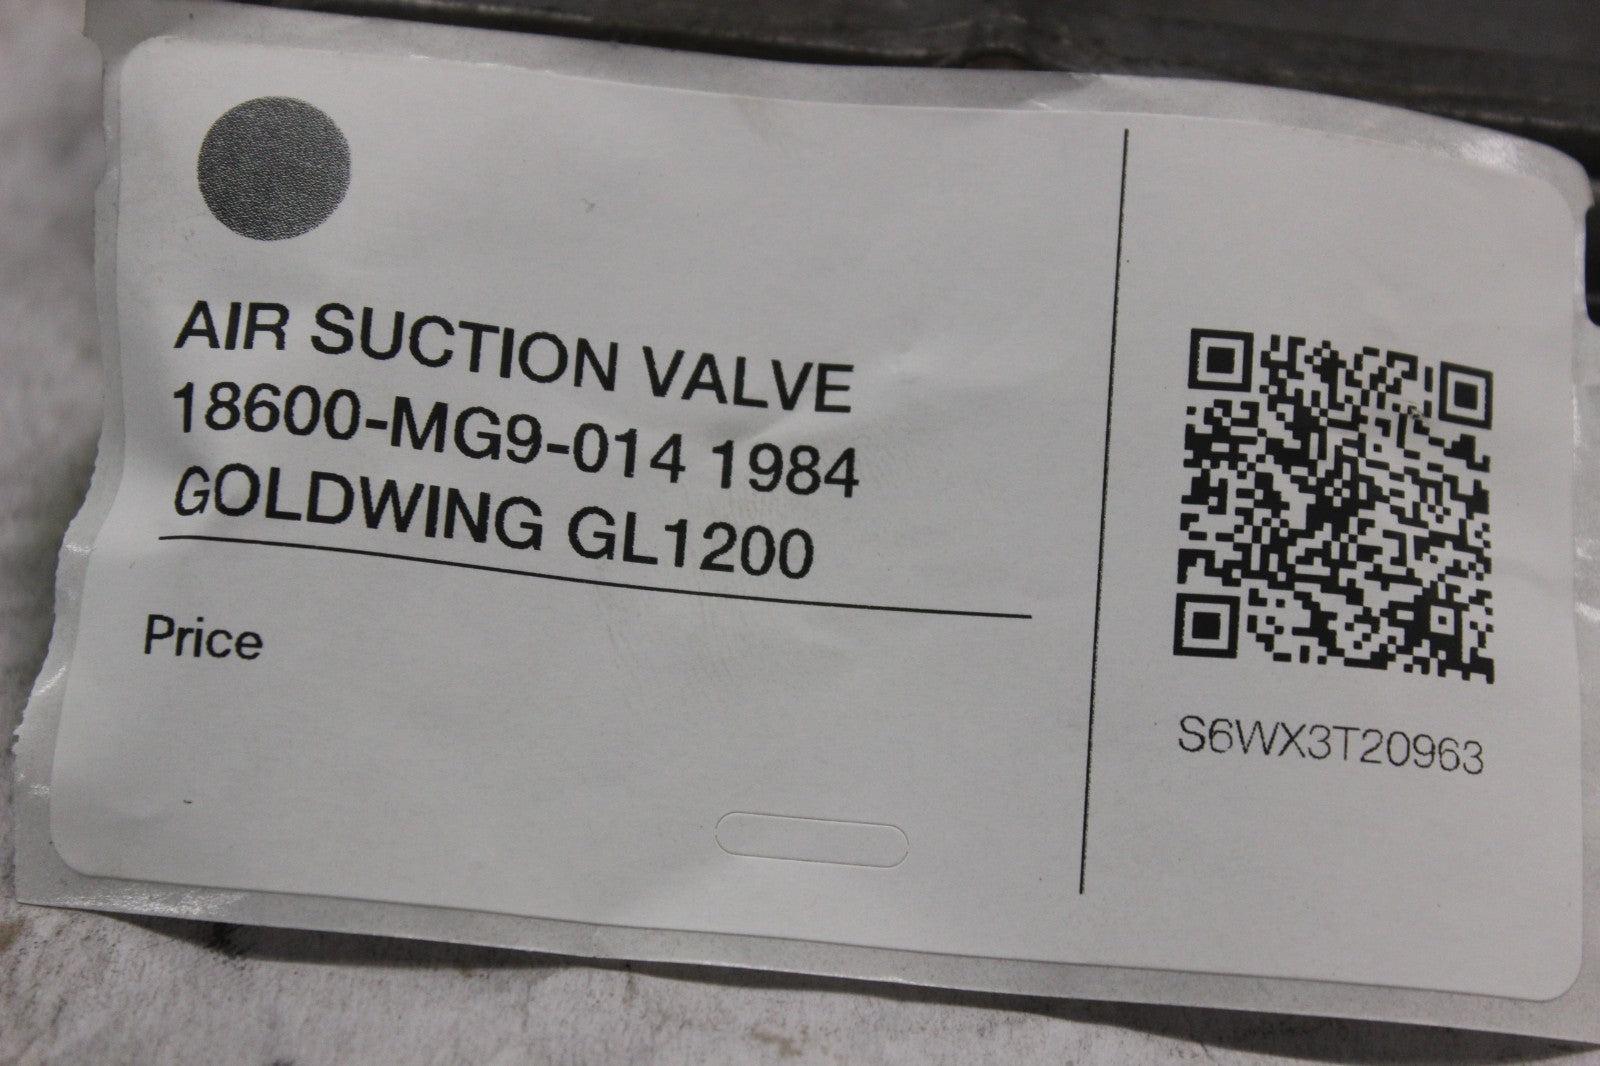 AIR SUCTION VALVE
18600-MG9-014 1984
GOLDWING GL1200
Price
S6WX3T20963